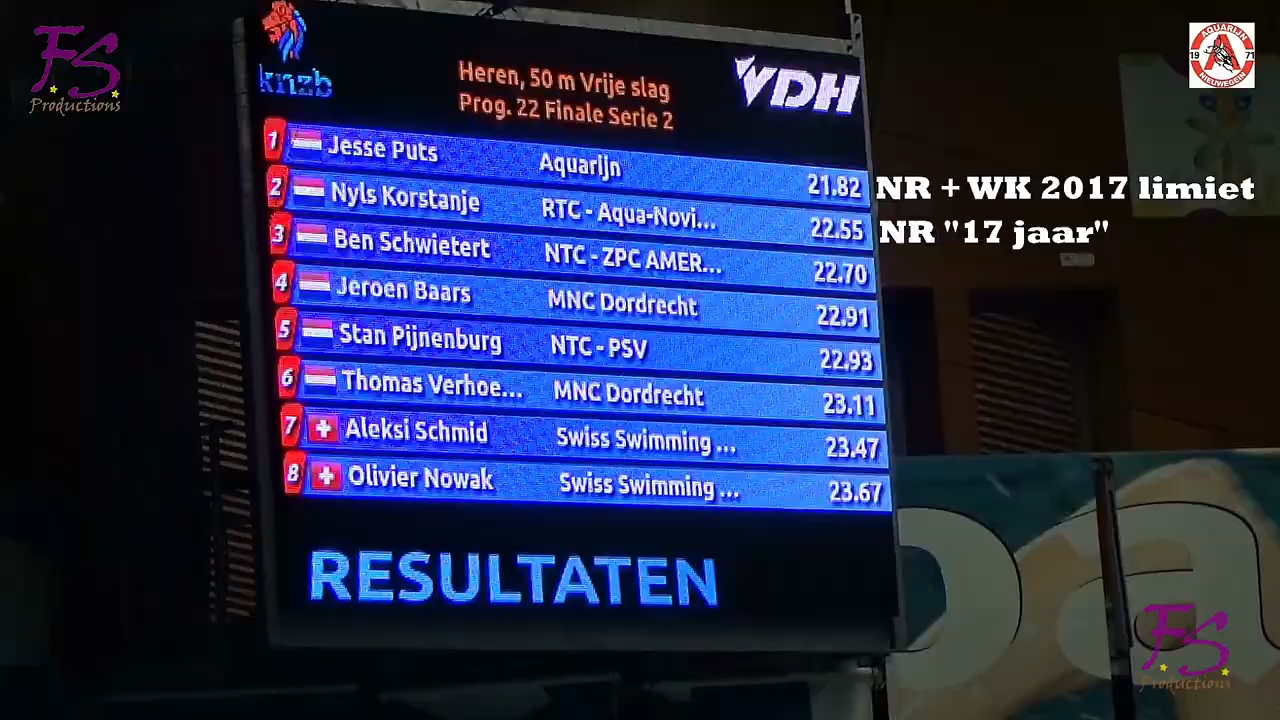 FS
Productions
knzb
Heren, 50 m Vrije slag
Prog. 22 Finale Serie 2
VDH
AQUARIJN
19 A 71
NIEUWEGEIN
1 Jesse Puts Aquarijn 21.82 NR + WK 2017 limiet
2 Nyls Korstanje RTC - Aqua-Novi... 22.55 NR "17 jaar"
3 Ben Schwietert NTC - ZPC AMER... 22.70
4 Jeroen Baars MNC Dordrecht 22.91
5 Stan Pijnenburg NTC - PSV 22.93
6 Thomas Verhoe... MNC Dordrecht 23.11
7 Aleksi Schmid Swiss Swimming ... 23.47
8 Olivier Nowak Swiss Swimming ... 23.67
RESULTATEN
FS
Productions